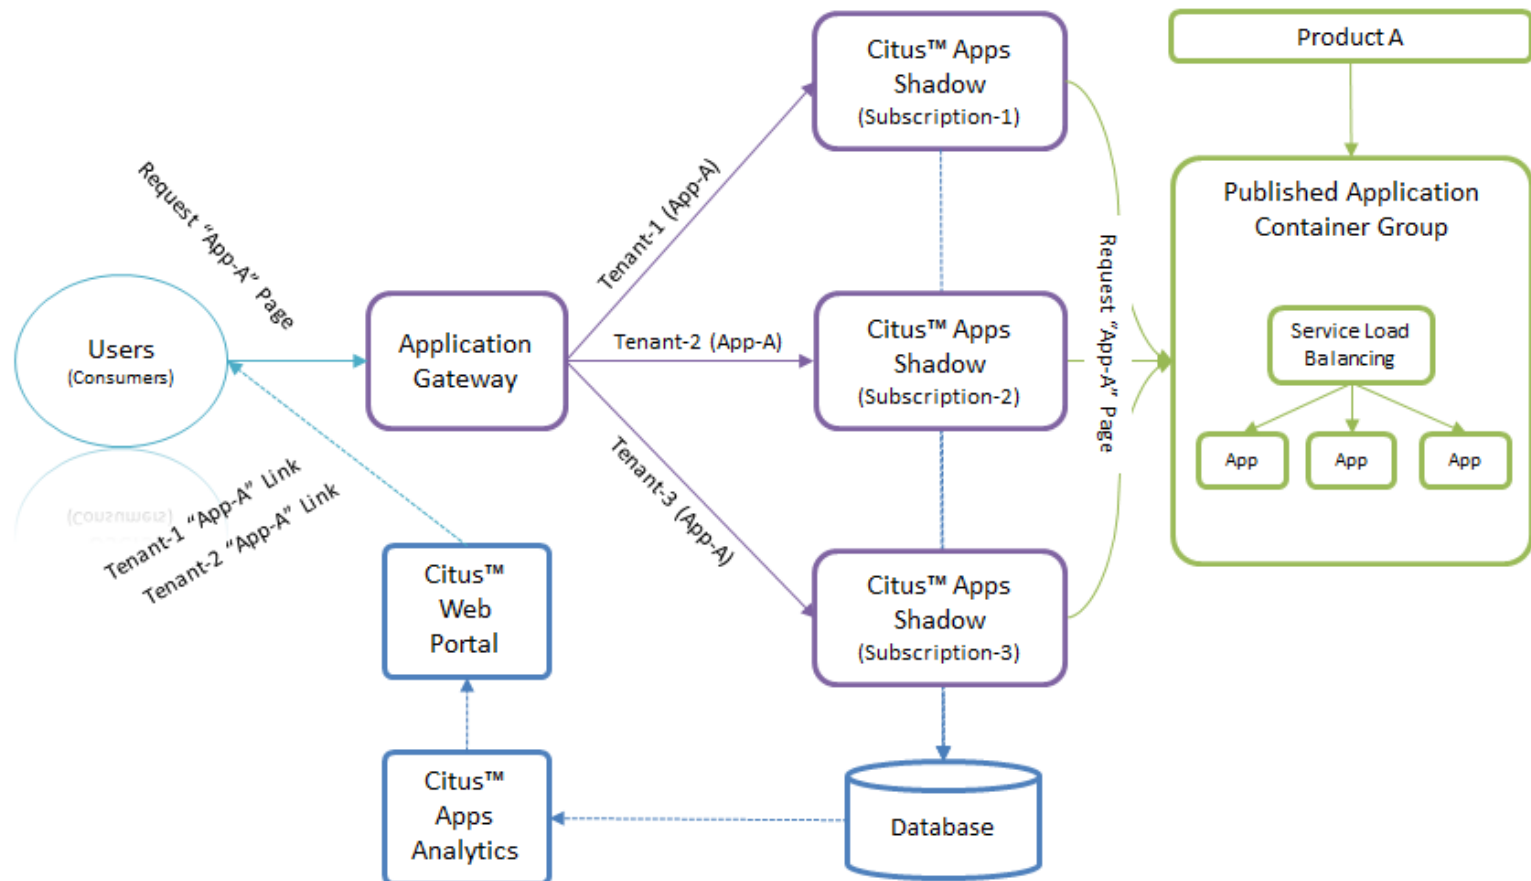 Citus™ Apps
Shadow
(Subscription-1)
Product A
Published Application
Container Group
Request “App-A” Page
Tenant-1 (App-A)
Request “App-A” Page
Users
(Consumers)
Application
Gateway
Tenant-2 (App-A)
Citus™ Apps
Shadow
(Subscription-2)
Service Load
Balancing
App
App
App
Tenant-3 (App-A)
(Consumers)
Tenant-1 “App-A” Link
Tenant-2 “App-A” Link
Citus™
Web
Portal
Citus™ Apps
Shadow
(Subscription-3)
Citus™
Apps
Analytics
Database